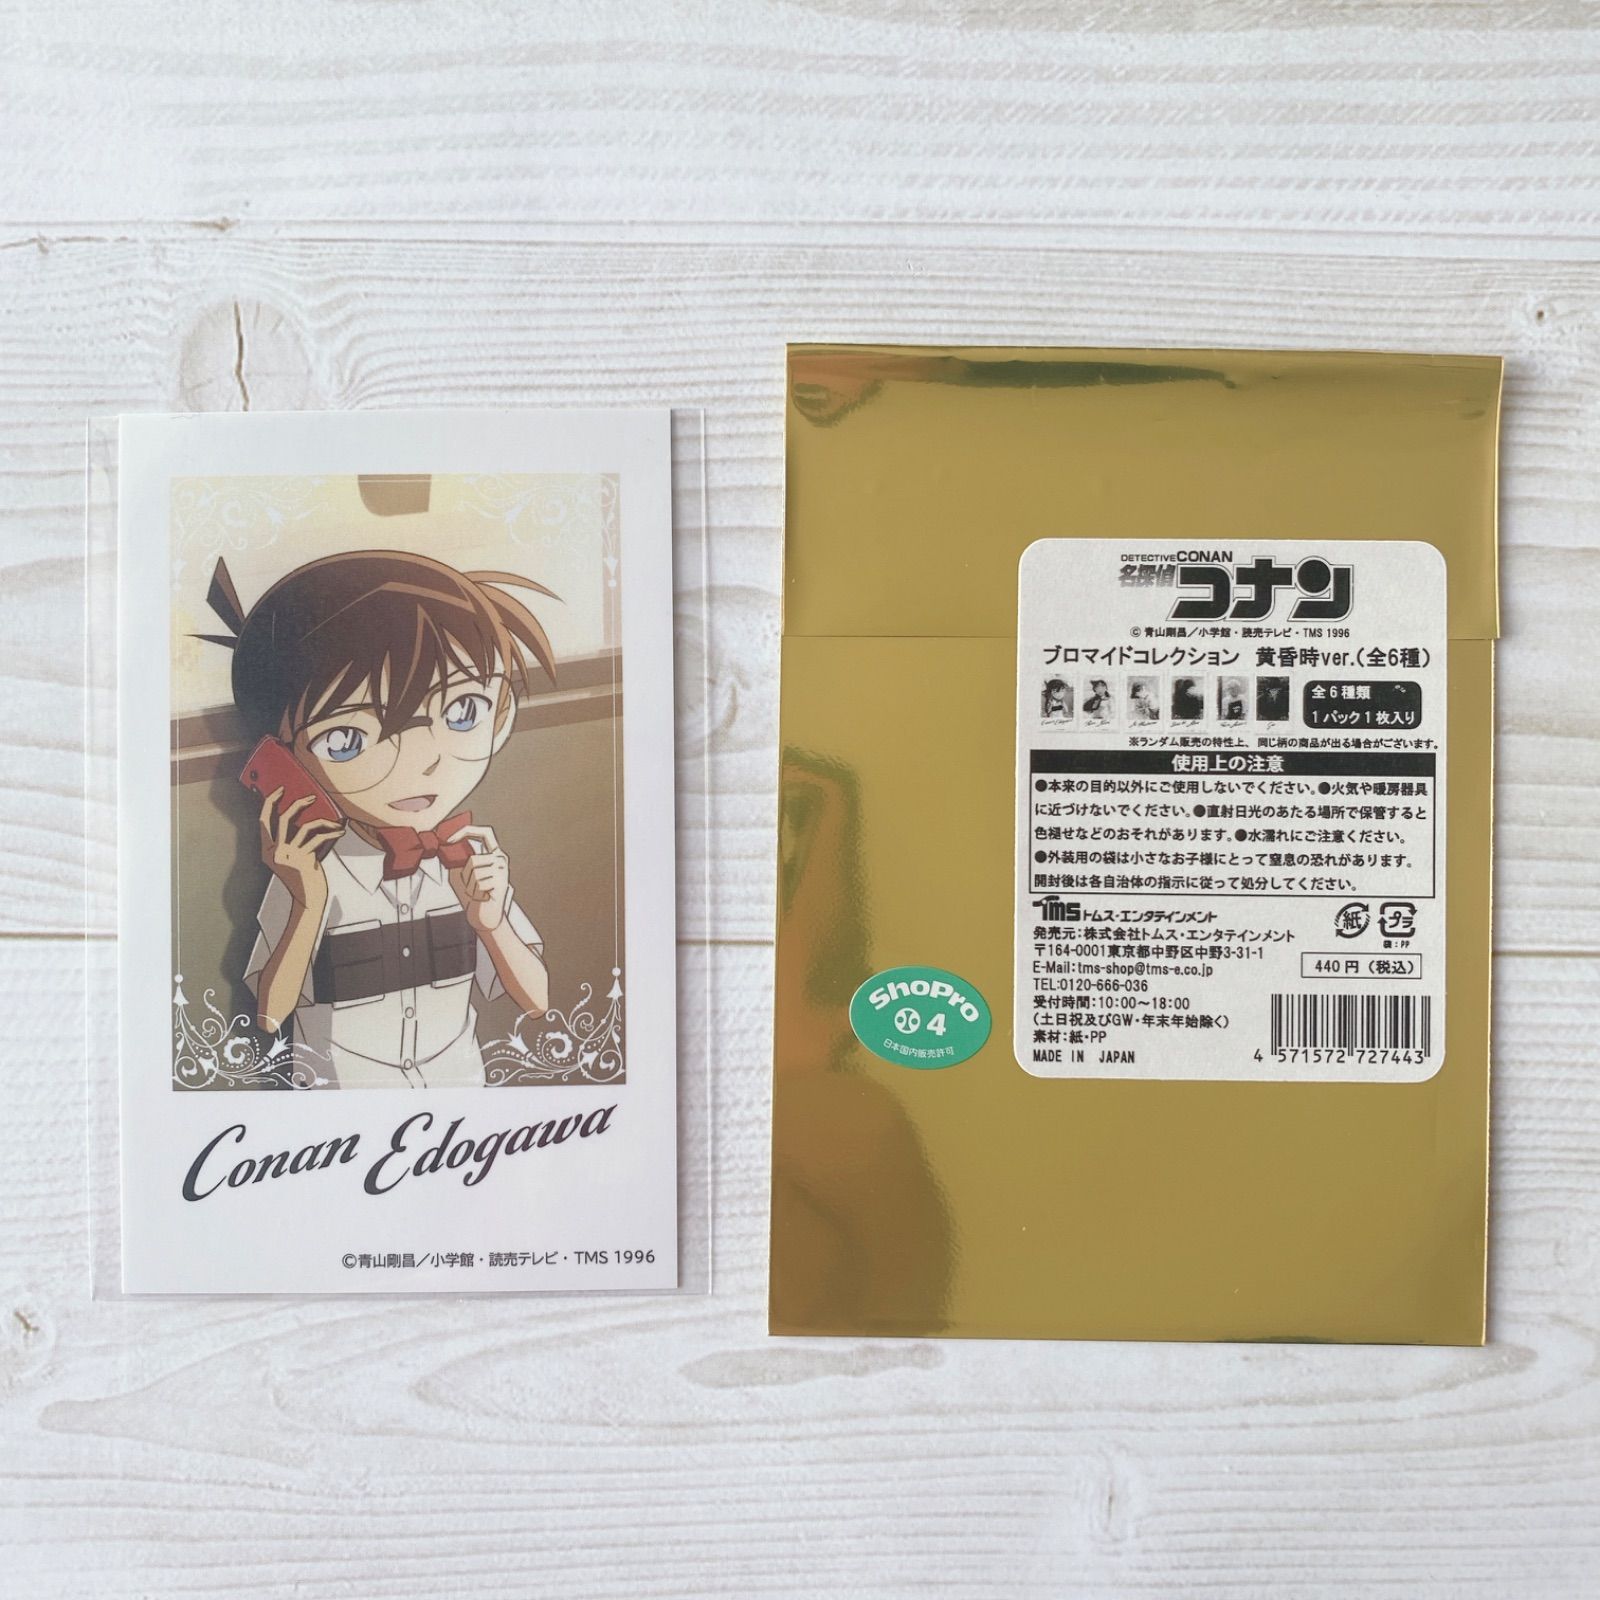 Conan Edogawa
©青山剛昌/小学館・読売テレビ・TMS 1996
DETECTIVE CONAN
名探偵コナン
© 青山剛昌/小学館・読売テレビ・TMS 1996
ブロマイドコレクション 黄昏時ver.(全6種)
全6種類
1パック1枚入り
※ランダム販売の特性上、同じ柄の商品が出る場合がございます。
使用上の注意
●本来の目的以外にご使用しないでください。●火気や暖房器具
に近づけないでください。●直射日光のあたる場所で保管すると
色褪せなどのおそれがあります。●水濡れにご注意ください。
●外装用の袋は小さなお子様にとって窒息の恐れがあります。
開封後は各自治体の指示に従って処分してください。
TMS トムス・エンタテインメント
発売元:株式会社トムス・エンタテインメント
〒164-0001東京都中野区中野3-31-1
E-Mail:tms-shop@tms-e.co.jp
TEL:0120-666-036
受付時間:10:00~18:00
(土日祝及びGW・年末年始除く)
素材:紙・PP
MADE IN JAPAN
紙
プラ
袋:PP
440円(税込)
4 571572 727443
ShoPro
4
日本国内販売許可